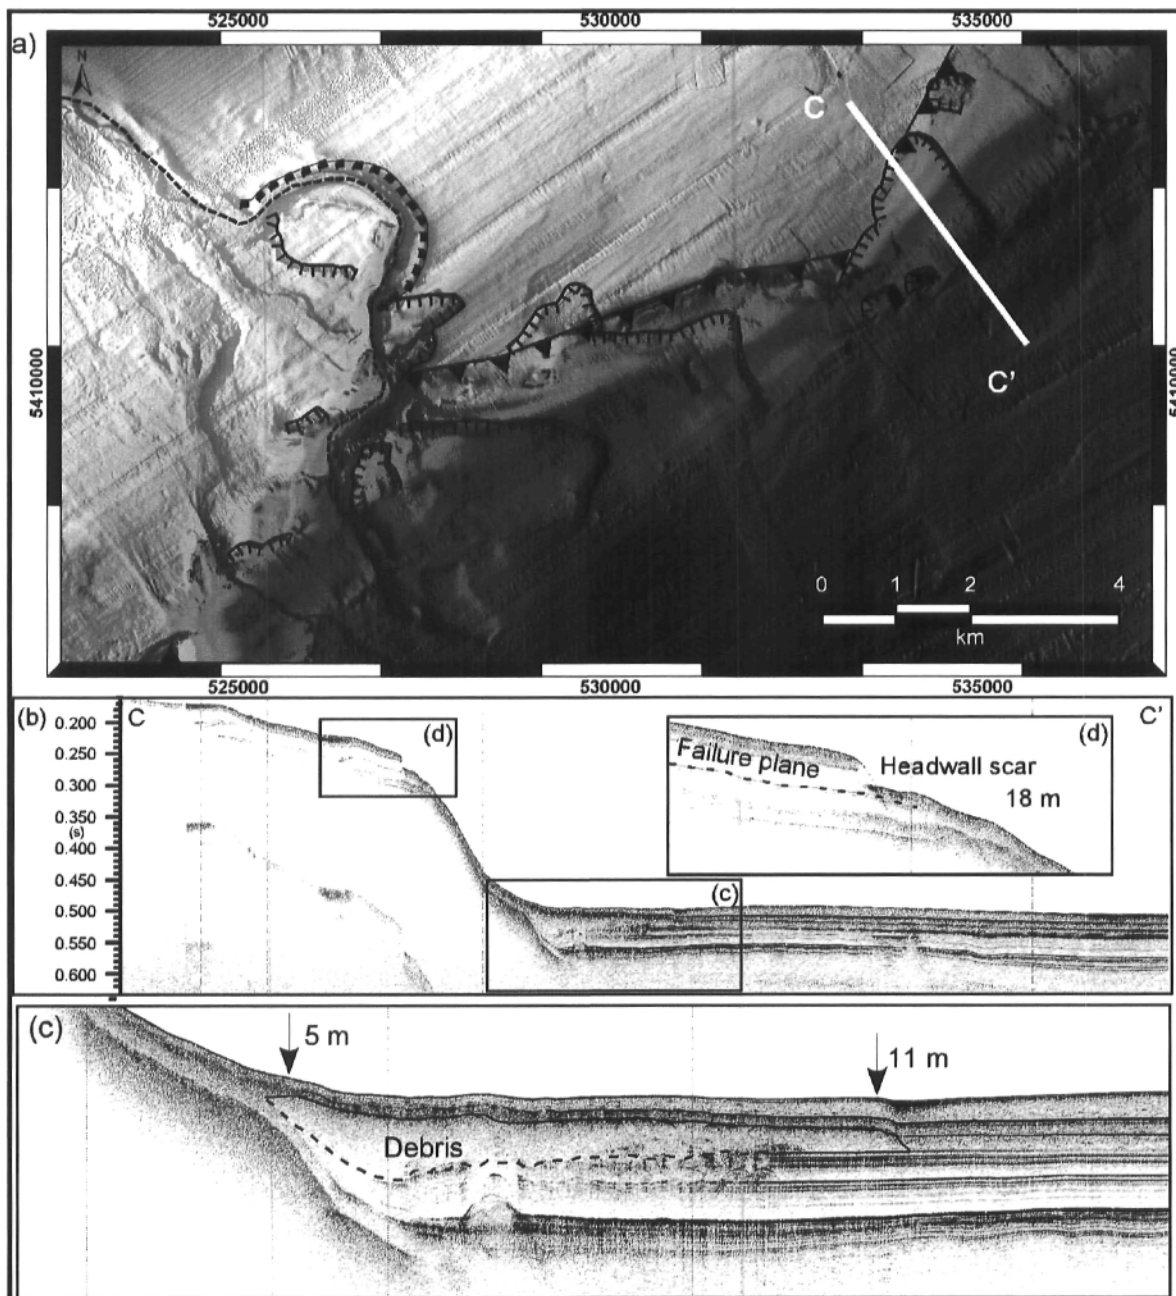 525000 530000 535000
a)
N
C
C'
5410000
5410000
0 1 2 4
km
525000 530000 535000
(b)
C
C'
0.200
0.250
0.300
0.350
(s)
0.400
0.450
0.500
0.550
0.600
(d)
(d)
Failure plane
Headwall scar
18 m
(c)
(c)
5 m
11 m
Debris